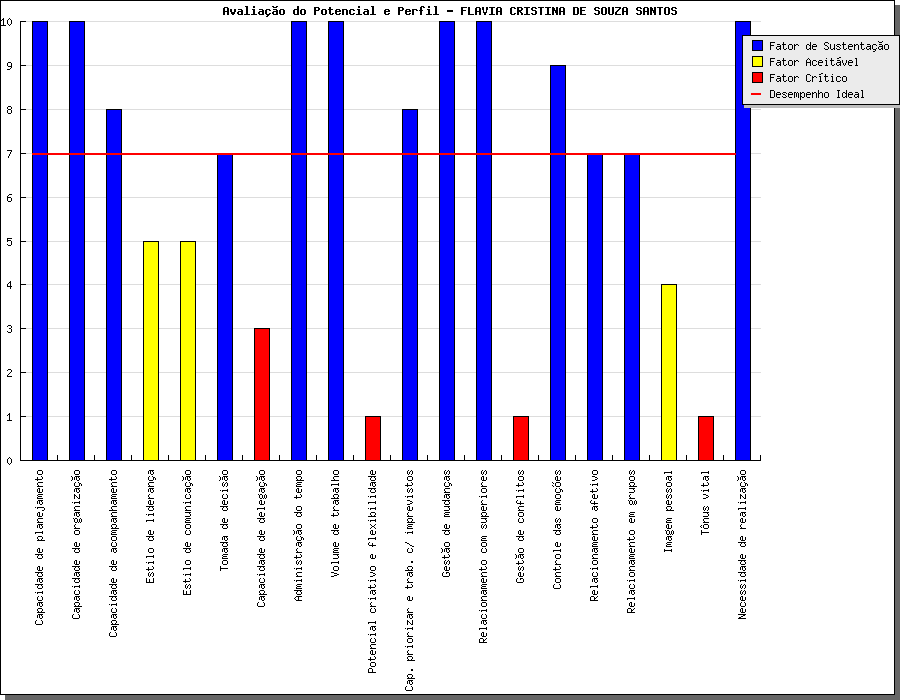 Avaliação do Potencial e Perfil - FLAVIA CRISTINA DE SOUZA SANTOS
Fator de Sustentação
Fator Aceitável
Fator Crítico
Desempenho Ideal
10
9
8
7
6
5
4
3
2
1
0
Capacidade de planejamento
Capacidade de organização
Capacidade de acompanhamento
Estilo de liderança
Estilo de comunicação
Tomada de decisão
Capacidade de delegação
Administração do tempo
Volume de trabalho
Potencial criativo e flexibilidade
Cap. priorizar e trab. c/ imprevistos
Gestão de mudanças
Relacionamento com superiores
Gestão de conflitos
Controle das emoções
Relacionamento afetivo
Relacionamento em grupos
Imagem pessoal
Tônus vital
Necessidade de realização